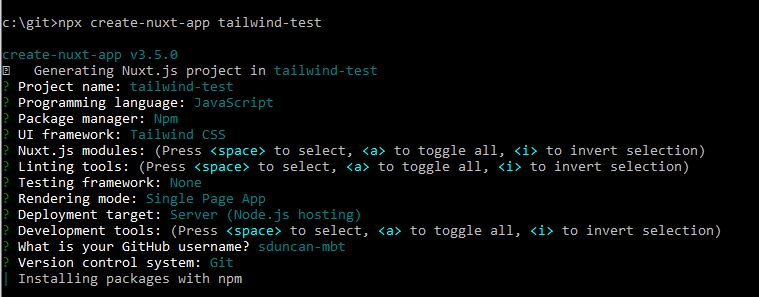 c:\git>npx create-nuxt-app tailwind-test
create-nuxt-app v3.5.0
Generating Nuxt.js project in tailwind-test
? Project name: tailwind-test
? Programming language: JavaScript
? Package manager: Npm
? UI framework: Tailwind CSS
? Nuxt.js modules: (Press <space> to select, <a> to toggle all, <i> to invert selection)
? Linting tools: (Press <space> to select, <a> to toggle all, <i> to invert selection)
? Testing framework: None
? Rendering mode: Single Page App
? Deployment target: Server (Node.js hosting)
? Development tools: (Press <space> to select, <a> to toggle all, <i> to invert selection)
? What is your GitHub username? sduncan-mbt
? Version control system: Git
| Installing packages with npm